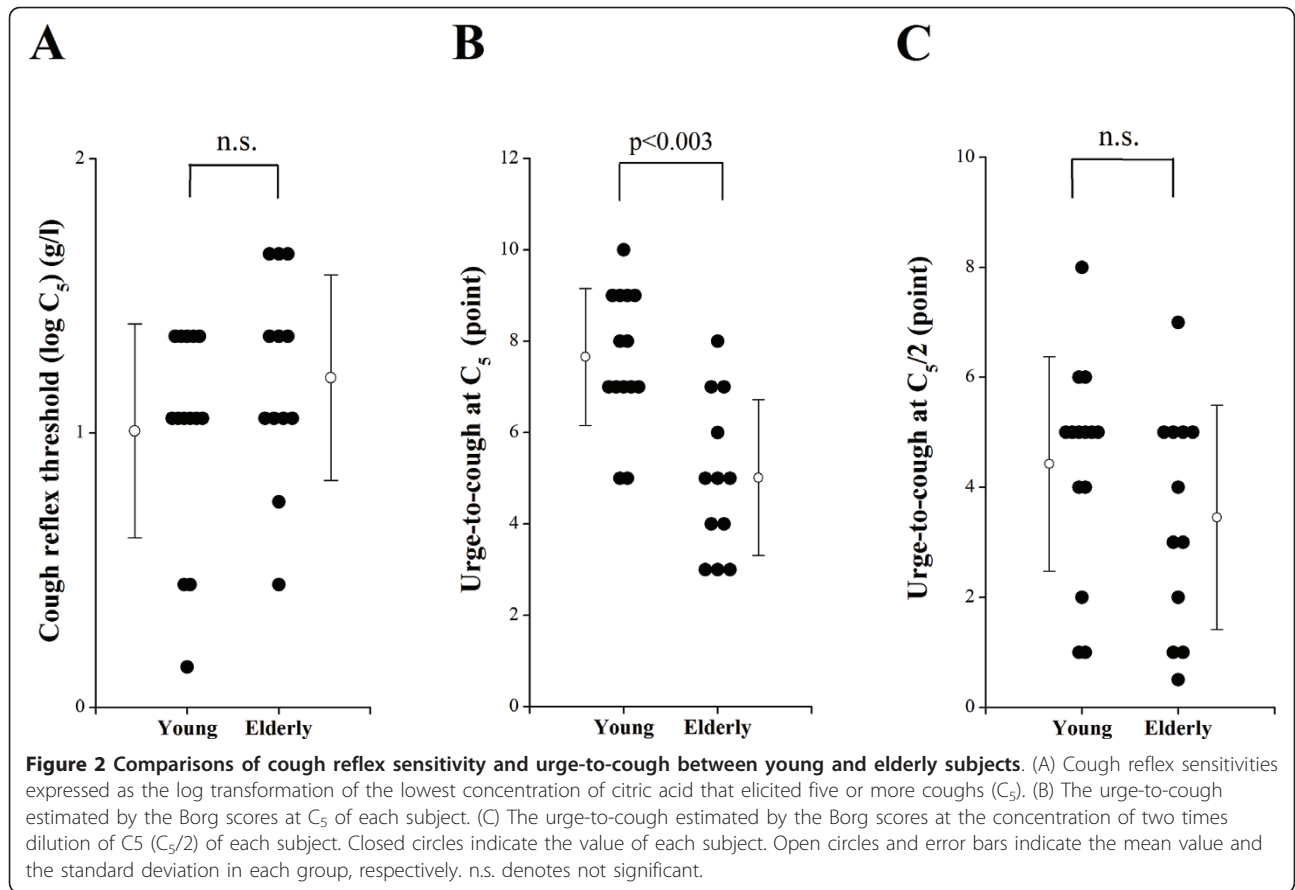 A
B
C
n.s.
p<0.003
n.s.
2
1
0
Cough reflex threshold (log C5) (g/l)
Young Elderly
12
10
8
6
4
2
0
Urge-to-cough at C5 (point)
Young Elderly
10
8
6
4
2
0
Urge-to-cough at C5/2 (point)
Young Elderly
Figure 2 Comparisons of cough reflex sensitivity and urge-to-cough between young and elderly subjects. (A) Cough reflex sensitivities
expressed as the log transformation of the lowest concentration of citric acid that elicited five or more coughs (C5). (B) The urge-to-cough
estimated by the Borg scores at C5 of each subject. (C) The urge-to-cough estimated by the Borg scores at the concentration of two times
dilution of C5 (C5/2) of each subject. Closed circles indicate the value of each subject. Open circles and error bars indicate the mean value and
the standard deviation in each group, respectively. n.s. denotes not significant.